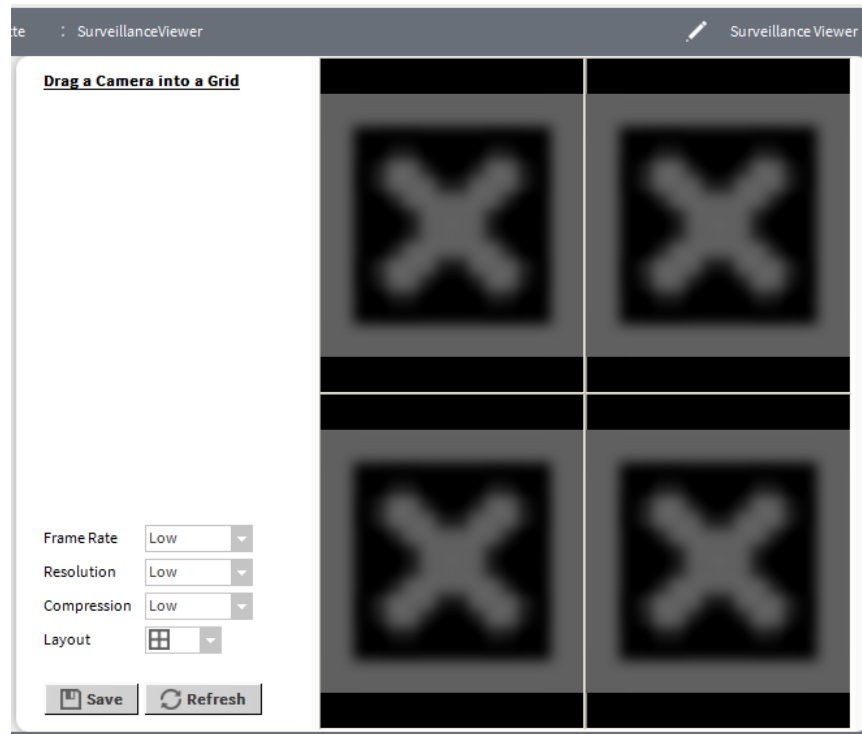 te : SurveillanceViewer Surveillance Viewer
Drag a Camera into a Grid
Frame Rate Low
Resolution Low
Compression Low
Layout
Save Refresh